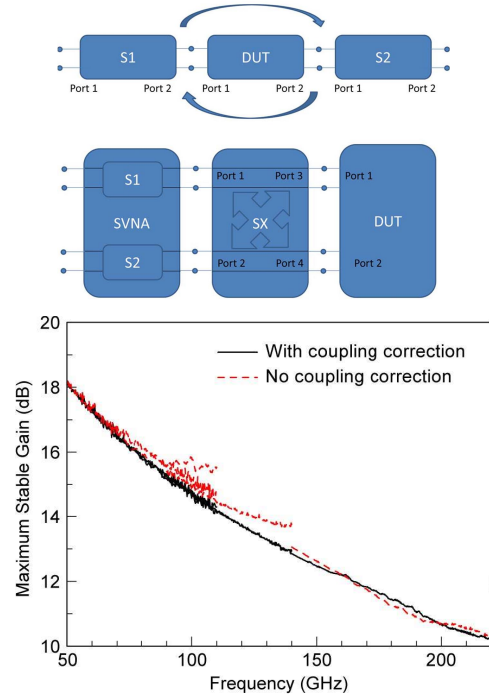 S1 DUT S2
Port 1 Port 2 Port 1 Port 2 Port 1 Port 2
S1 Port 1 Port 3 Port 1
SVNA SX DUT
S2 Port 2 Port 4 Port 2
20
With coupling correction
No coupling correction
18
16
14
12
10
Maximum Stable Gain (dB)
50 100 150 200
Frequency (GHz)